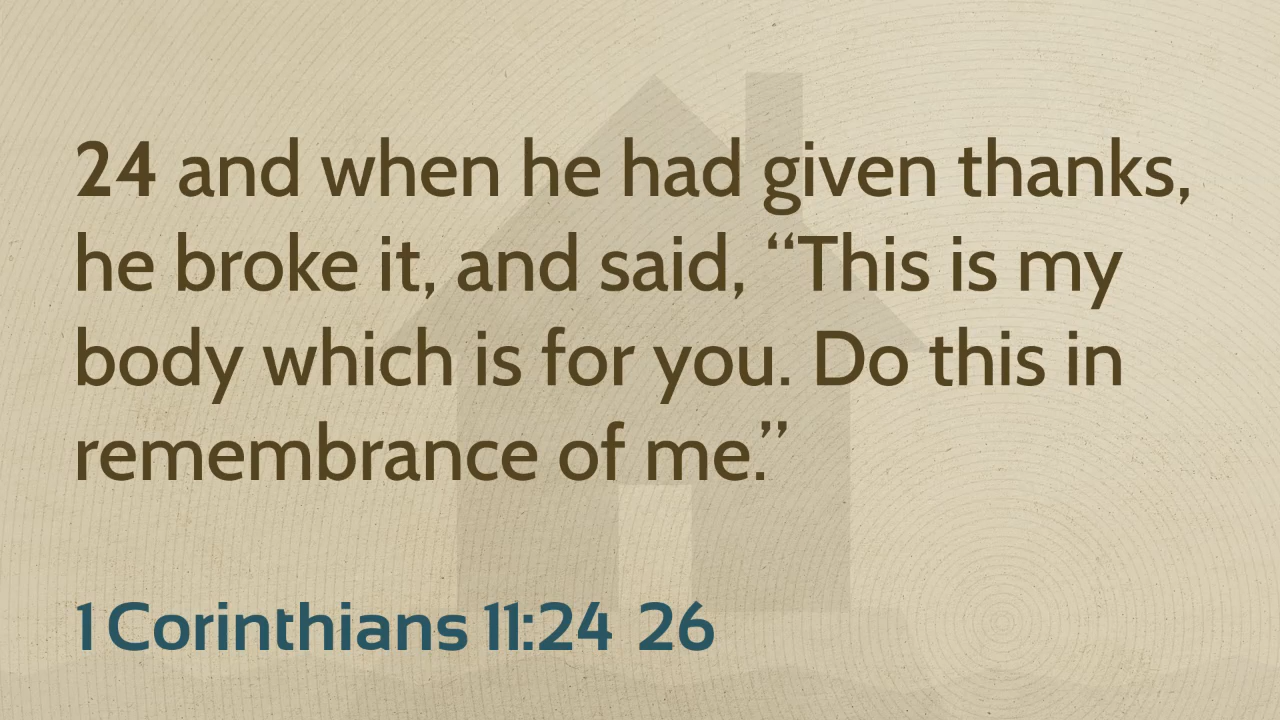 24 and when he had given thanks,
he broke it, and said, “This is my
body which is for you. Do this in
remembrance of me.”
1 Corinthians 11:24 26